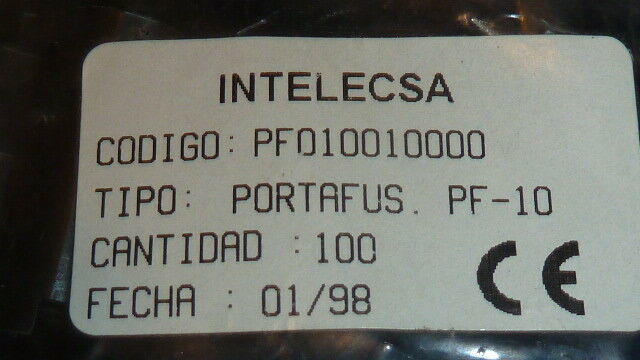 INTELECSA
CODIGO: PF010010000
TIPO: PORTAFUS. PF-10
CANTIDAD :100
FECHA : 01/98
CE